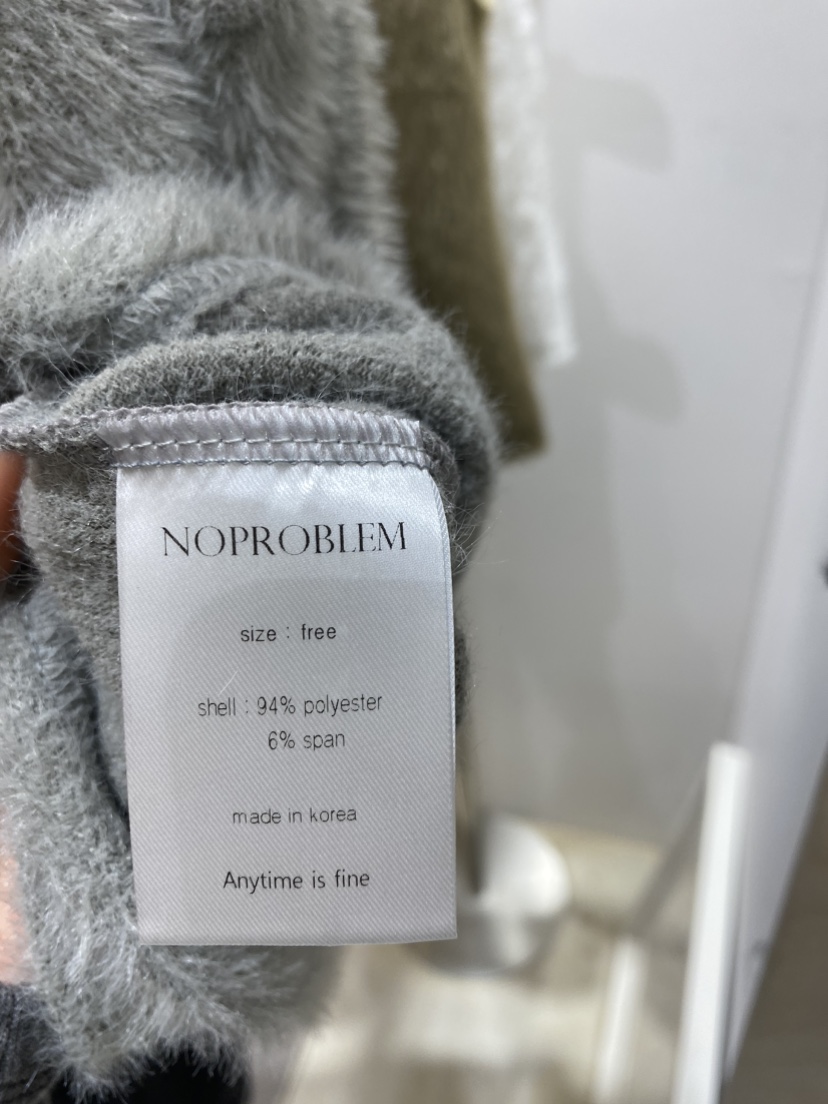 NOPROBLEM
size : free
shell : 94% polyester
6% span
made in korea
Anytime is fine